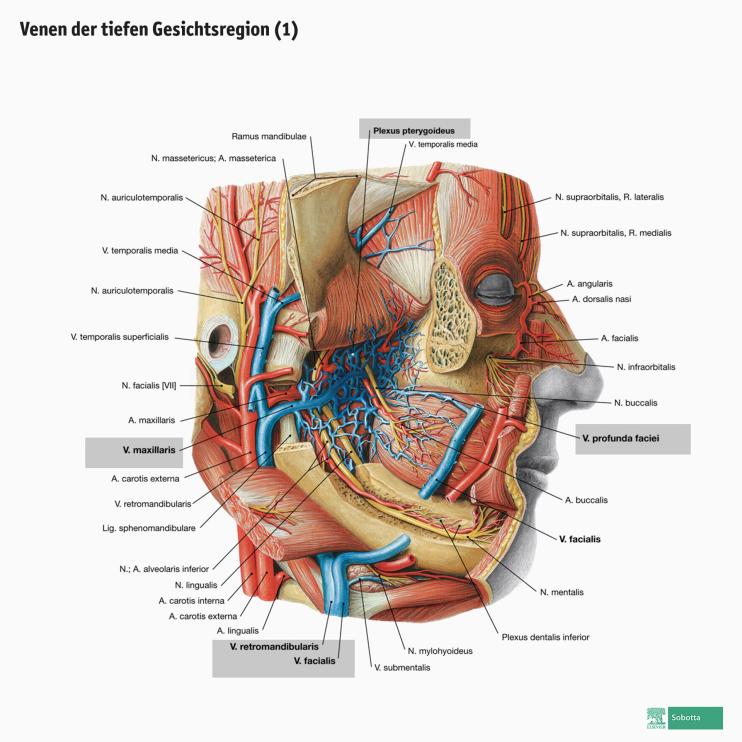 Venen der tiefen Gesichtsregion (1)
Plexus pterygoideus
Ramus mandibulae
V. temporalis media
N. massetericus; A. masseterica
N. auriculotemporalis
N. supraorbitalis, R. lateralis
N. supraorbitalis, R. medialis
V. temporalis media
A. angularis
N. auriculotemporalis
A. dorsalis nasi
V. temporalis superficialis
A. facialis
N. infraorbitalis
N. facialis [VII]
N. buccalis
A. maxillaris
V. profunda faciei
V. maxillaris
A. carotis externa
A. buccalis
V. retromandibularis
Lig. sphenomandibulare
V. facialis
N.; A. alveolaris inferior
N. lingualis
N. mentalis
A. carotis interna
A. carotis externa
A. lingualis
Plexus dentalis inferior
V. retromandibularis
N. mylohyoideus
V. facialis
V. submentalis
ELSEVIER
Sobotta